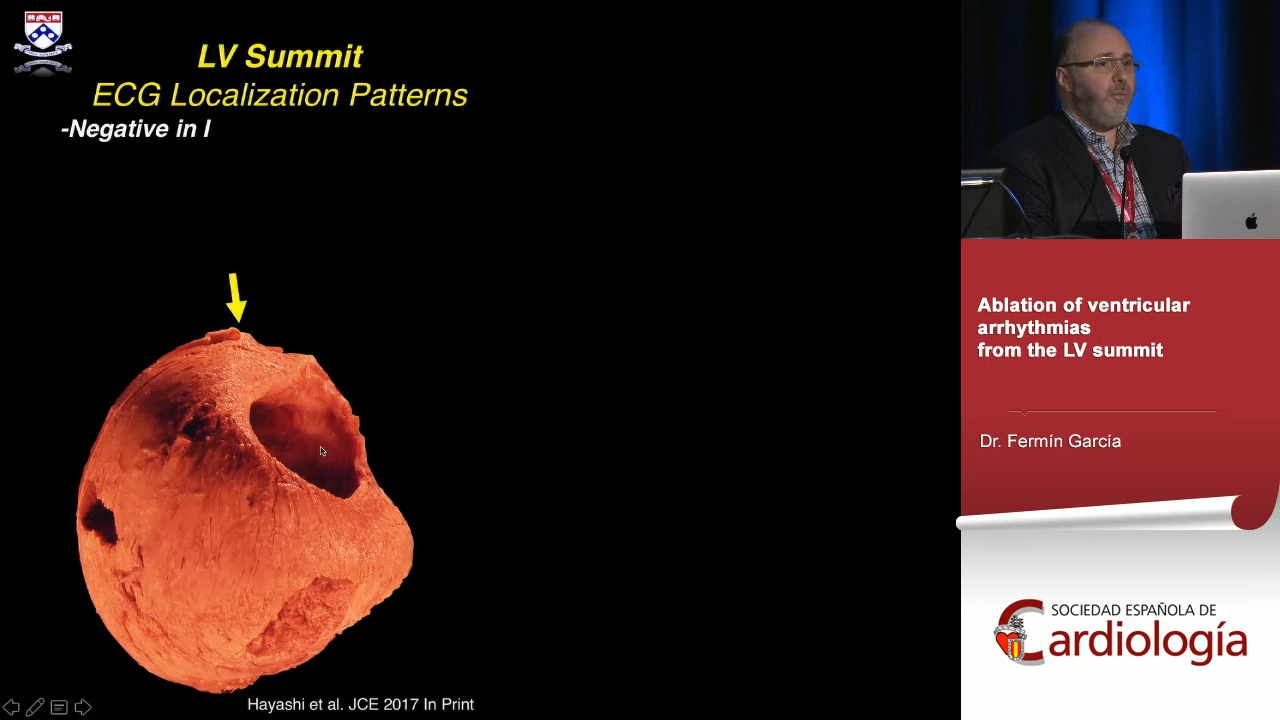 LV Summit
ECG Localization Patterns
-Negative in I
Hayashi et al. JCE 2017 In Print
Ablation of ventricular
arrhythmias
from the LV summit
Dr. Fermín García
SOCIEDAD ESPAÑOLA DE
Cardiología